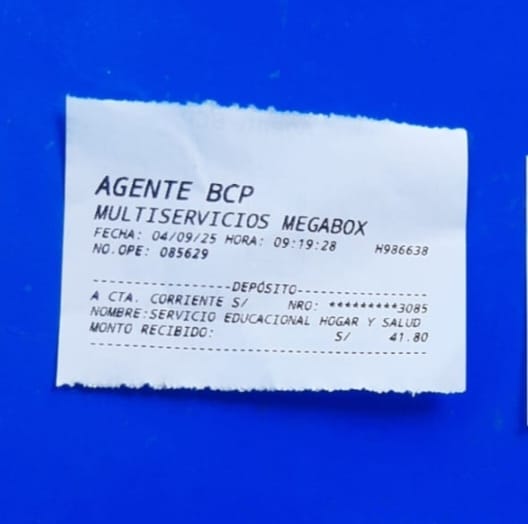 AGENTE BCP
MULTISERVICIOS MEGABOX
FECHA: 04/09/25 HORA: 09:19:28 H986638
NO.OPE: 085629
------------------DEPÓSITO-----------------
A CTA. CORRIENTE S/ NRO: *********3085
NOMBRE:SERVICIO EDUCACIONAL HOGAR Y SALUD
MONTO RECIBIDO: S/ 41.80
-------------------------------------------